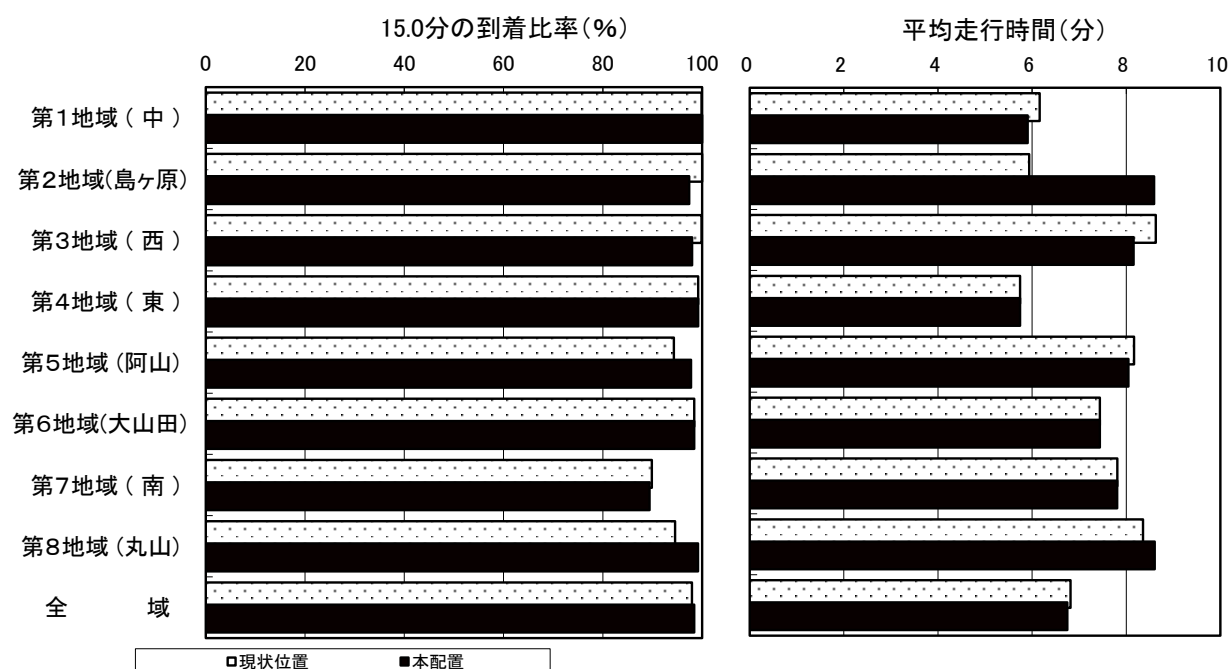 15.0分の到着比率(%)
0 20 40 60 80 100
平均走行時間(分)
0 2 4 6 8 10
第1地域(中)
第2地域(島ヶ原)
第3地域(西)
第4地域(東)
第5地域(阿山)
第6地域(大山田)
第7地域(南)
第8地域(丸山)
全 域
現状位置 本配置